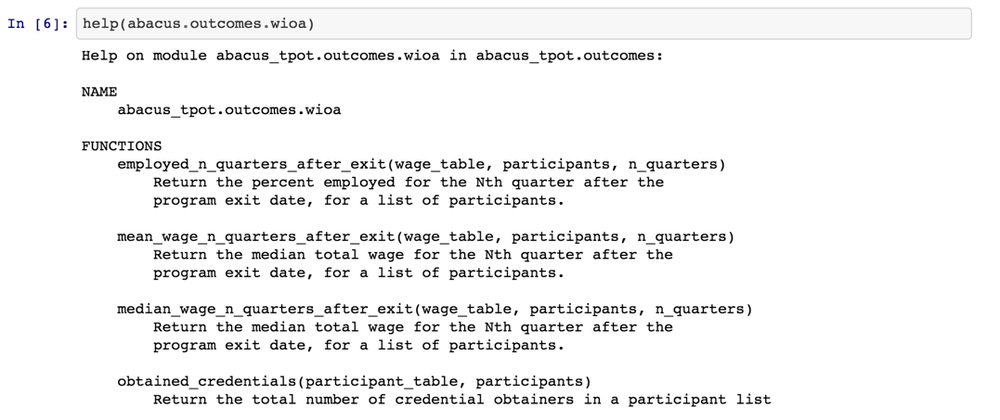 In [6]: help(abacus.outcomes.wioa)
Help on module abacus_tpot.outcomes.wioa in abacus_tpot.outcomes:
NAME
abacus_tpot.outcomes.wioa
FUNCTIONS
employed_n_quarters_after_exit(wage_table, participants, n_quarters)
Return the percent employed for the Nth quarter after the
program exit date, for a list of participants.
mean_wage_n_quarters_after_exit(wage_table, participants, n_quarters)
Return the median total wage for the Nth quarter after the
program exit date, for a list of participants.
median_wage_n_quarters_after_exit(wage_table, participants, n_quarters)
Return the median total wage for the Nth quarter after the
program exit date, for a list of participants.
obtained_credentials(participant_table, participants)
Return the total number of credential obtainers in a participant list